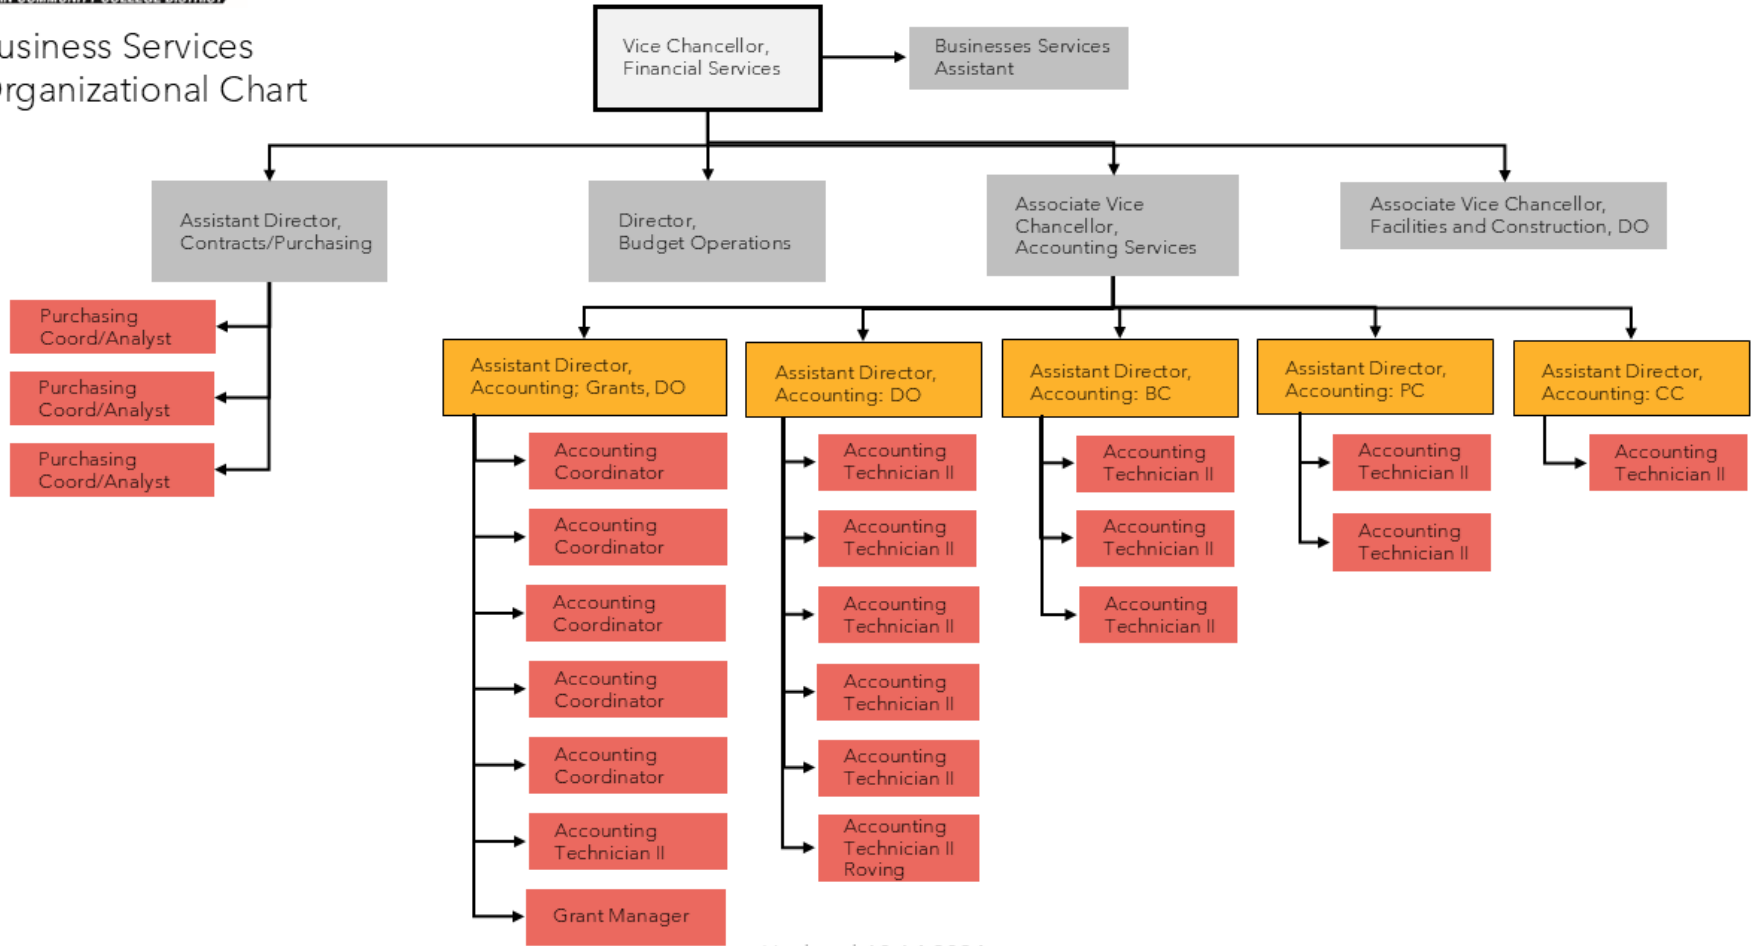 COMMUNITY COLLEGE DISTRICT
usiness Services
rganizational Chart
Vice Chancellor,
Financial Services
Businesses Services
Assistant
Assistant Director,
Contracts/Purchasing
Director,
Budget Operations
Associate Vice
Chancellor,
Accounting Services
Associate Vice Chancellor,
Facilities and Construction, DO
Purchasing
Coord/Analyst
Purchasing
Coord/Analyst
Purchasing
Coord/Analyst
Assistant Director,
Accounting; Grants, DO
Accounting
Coordinator
Accounting
Coordinator
Accounting
Coordinator
Accounting
Coordinator
Accounting
Coordinator
Accounting
Technician II
Grant Manager
Assistant Director,
Accounting: DO
Accounting
Technician II
Accounting
Technician II
Accounting
Technician II
Accounting
Technician II
Accounting
Technician II
Accounting
Technician II
Roving
Assistant Director,
Accounting: BC
Accounting
Technician II
Accounting
Technician II
Accounting
Technician II
Assistant Director,
Accounting: PC
Accounting
Technician II
Accounting
Technician II
Assistant Director,
Accounting: CC
Accounting
Technician II